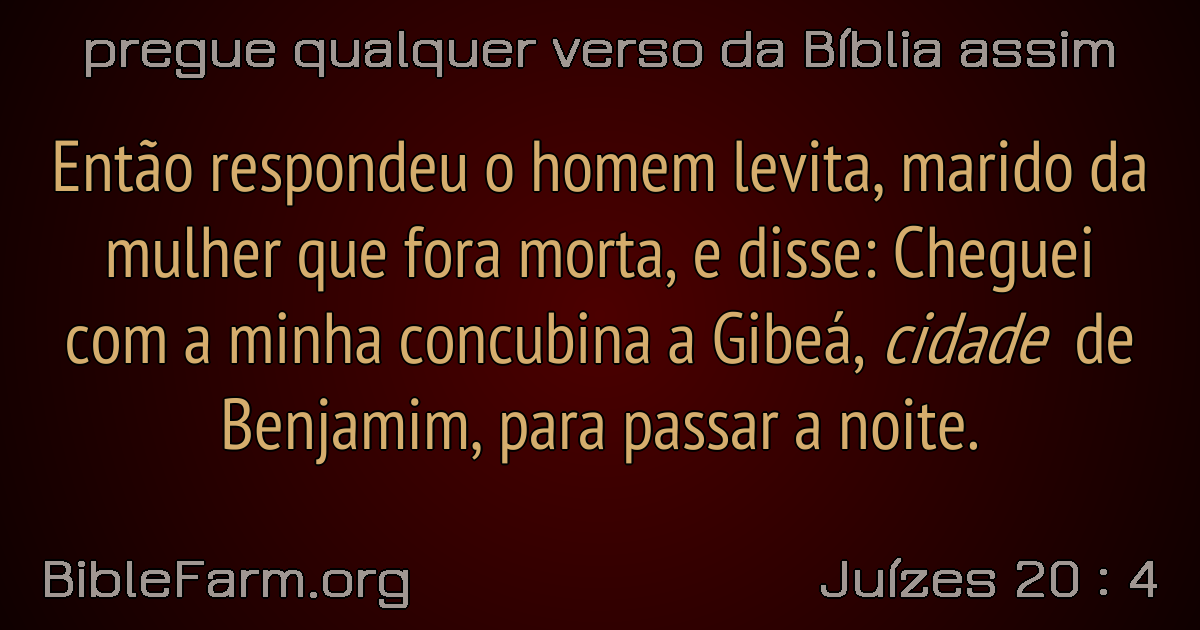 pregue qualquer verso da Bíblia assim
Então respondeu o homem levita, marido da
mulher que fora morta, e disse: Cheguei
com a minha concubina a Gibeá, cidade de
Benjamim, para passar a noite.
BibleFarm.org
Juízes 20 : 4